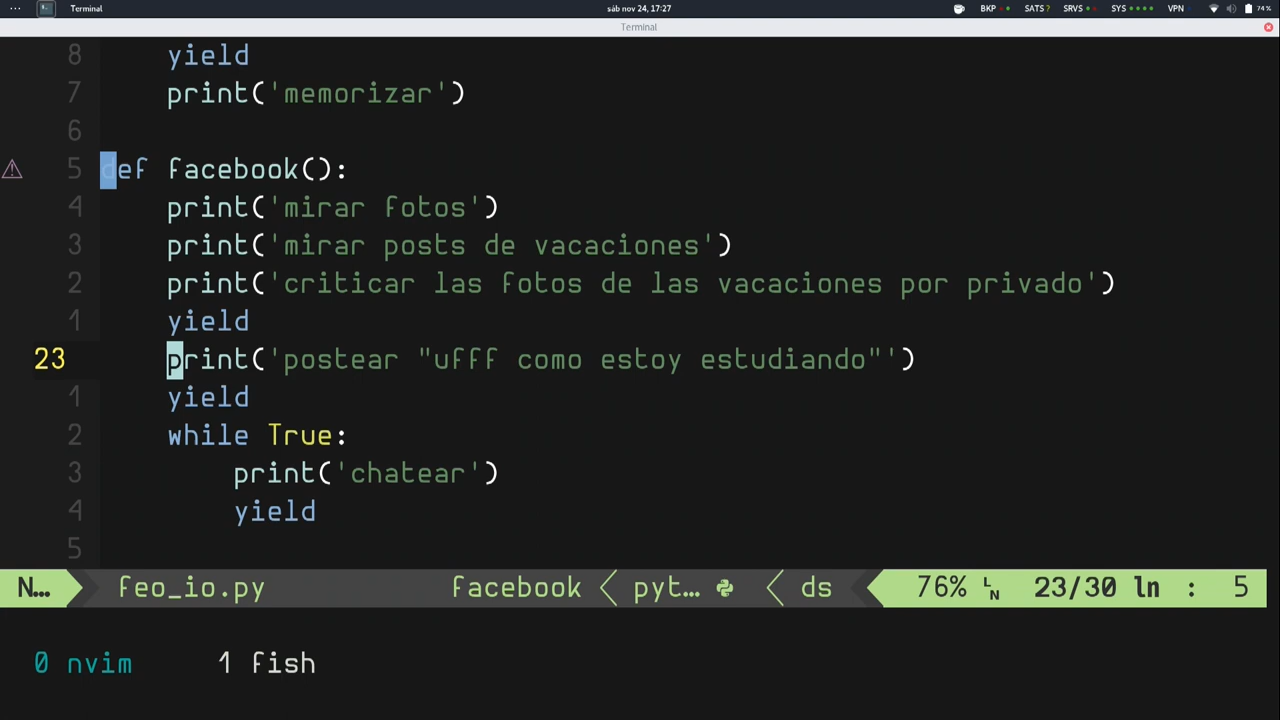 Terminal
sáb nov 24, 17:27
BKP
SATS ?
SRVS
SYS
VPN
74 %
Terminal
8 yield
7 print('memorizar')
6
5 def facebook():
4 print('mirar fotos')
3 print('mirar posts de vacaciones')
2 print('criticar las fotos de las vacaciones por privado')
1 yield
23 print('postear "ufff como estoy estudiando"')
1 yield
2 while True:
3 print('chatear')
4 yield
5
N… feo_io.py facebook pyt… ds 76% LN 23/30 ln : 5
0 nvim 1 fish